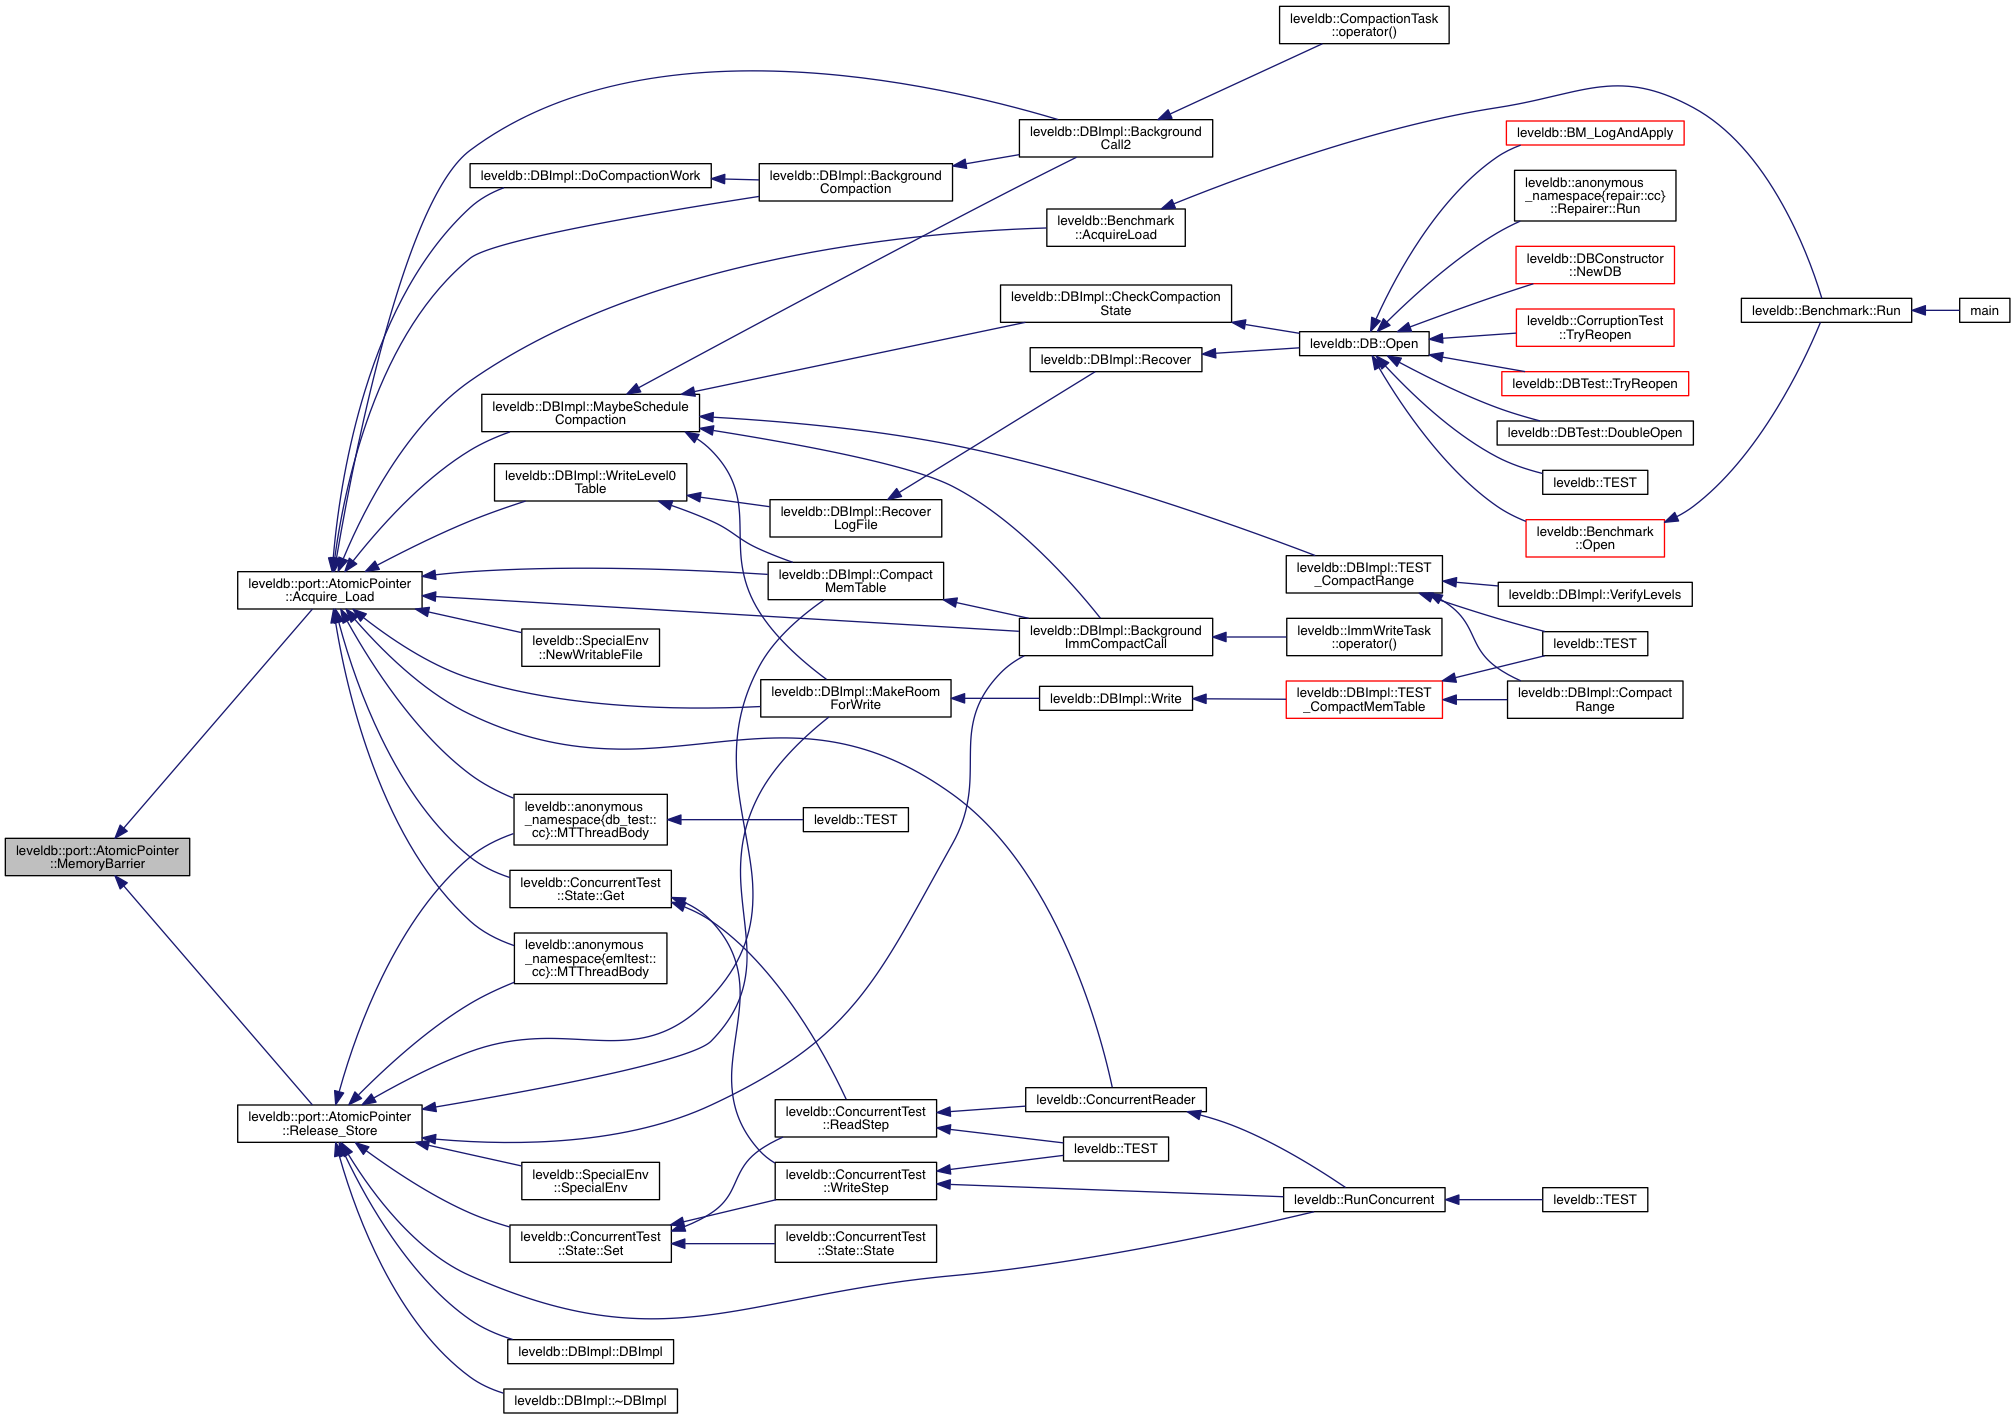 leveldb::CompactionTask
::operator()
leveldb::DBImpl::Background
Call2
leveldb::BM_LogAndApply
leveldb::DBImpl::DoCompactionWork
leveldb::DBImpl::Background
Compaction
leveldb::anonymous
_namespace{repair::cc}
::Repairer::Run
leveldb::Benchmark
::AcquireLoad
leveldb::DBConstructor
::NewDB
leveldb::DBImpl::CheckCompaction
State
leveldb::Benchmark::Run
main
leveldb::CorruptionTest
::TryReopen
leveldb::DB::Open
leveldb::DBImpl::Recover
leveldb::DBTest::TryReopen
leveldb::DBImpl::MaybeSchedule
Compaction
leveldb::DBTest::DoubleOpen
leveldb::DBImpl::WriteLevel0
Table
leveldb::TEST
leveldb::DBImpl::Recover
LogFile
leveldb::Benchmark
::Open
leveldb::DBImpl::TEST
_CompactRange
leveldb::port::AtomicPointer
::Acquire_Load
leveldb::DBImpl::Compact
MemTable
leveldb::DBImpl::VerifyLevels
leveldb::SpecialEnv
::NewWritableFile
leveldb::DBImpl::Background
ImmCompactCall
leveldb::ImmWriteTask
::operator()
leveldb::TEST
leveldb::DBImpl::MakeRoom
ForWrite
leveldb::DBImpl::Write
leveldb::DBImpl::TEST
_CompactMemTable
leveldb::DBImpl::Compact
Range
leveldb::anonymous
_namespace{db_test::
cc}::MTThreadBody
leveldb::TEST
leveldb::port::AtomicPointer
::MemoryBarrier
leveldb::ConcurrentTest
::State::Get
leveldb::anonymous
_namespace{emltest::
cc}::MTThreadBody
leveldb::ConcurrentReader
leveldb::port::AtomicPointer
::Release_Store
leveldb::ConcurrentTest
::ReadStep
leveldb::TEST
leveldb::SpecialEnv
::SpecialEnv
leveldb::ConcurrentTest
::WriteStep
leveldb::RunConcurrent
leveldb::TEST
leveldb::ConcurrentTest
::State::Set
leveldb::ConcurrentTest
::State::State
leveldb::DBImpl::DBImpl
leveldb::DBImpl::~DBImpl